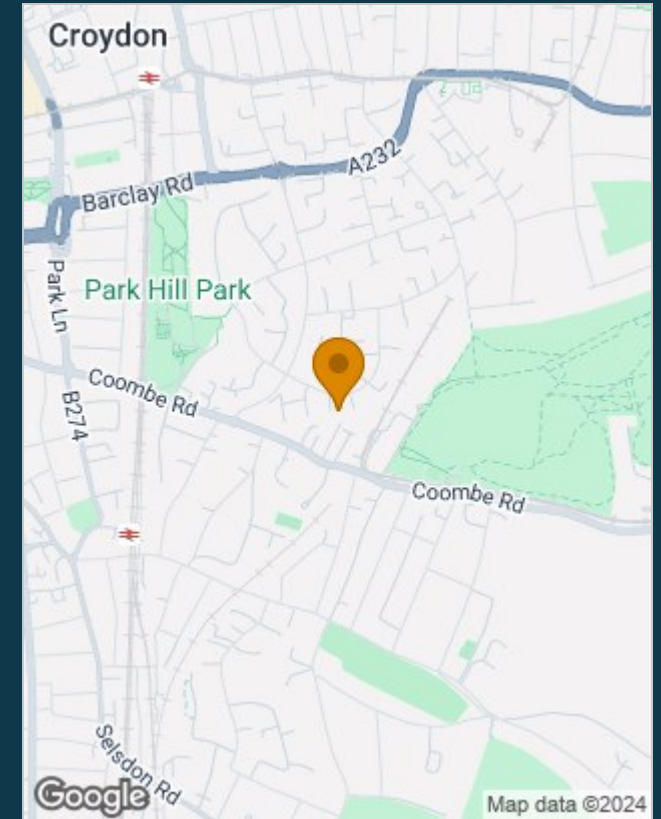 Croydon
Barclay Rd
A232
Park Ln
Park Hill Park
Coombe Rd
B274
Coombe Rd
Selsdon Rd
Google
Map data ©2024